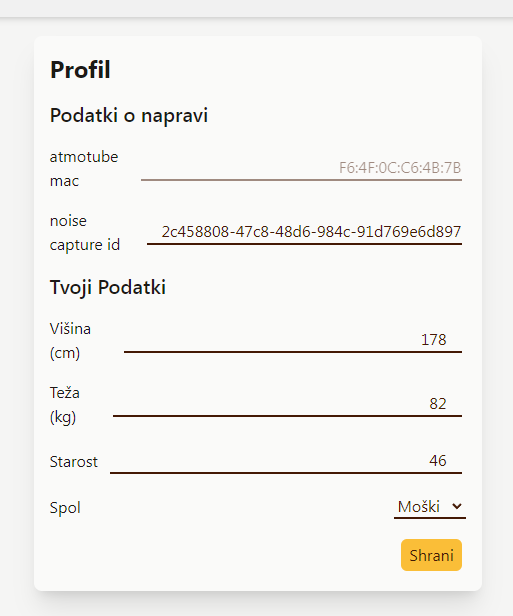 Profil
Podatki o napravi
atmotube
mac
F6:4F:0C:C6:4B:7B
noise
capture id
2c458808-47c8-48d6-984c-91d769e6d897
Tvoji Podatki
Višina
(cm)
178
Teža
(kg)
82
Starost
46
Spol
Moški
Shrani